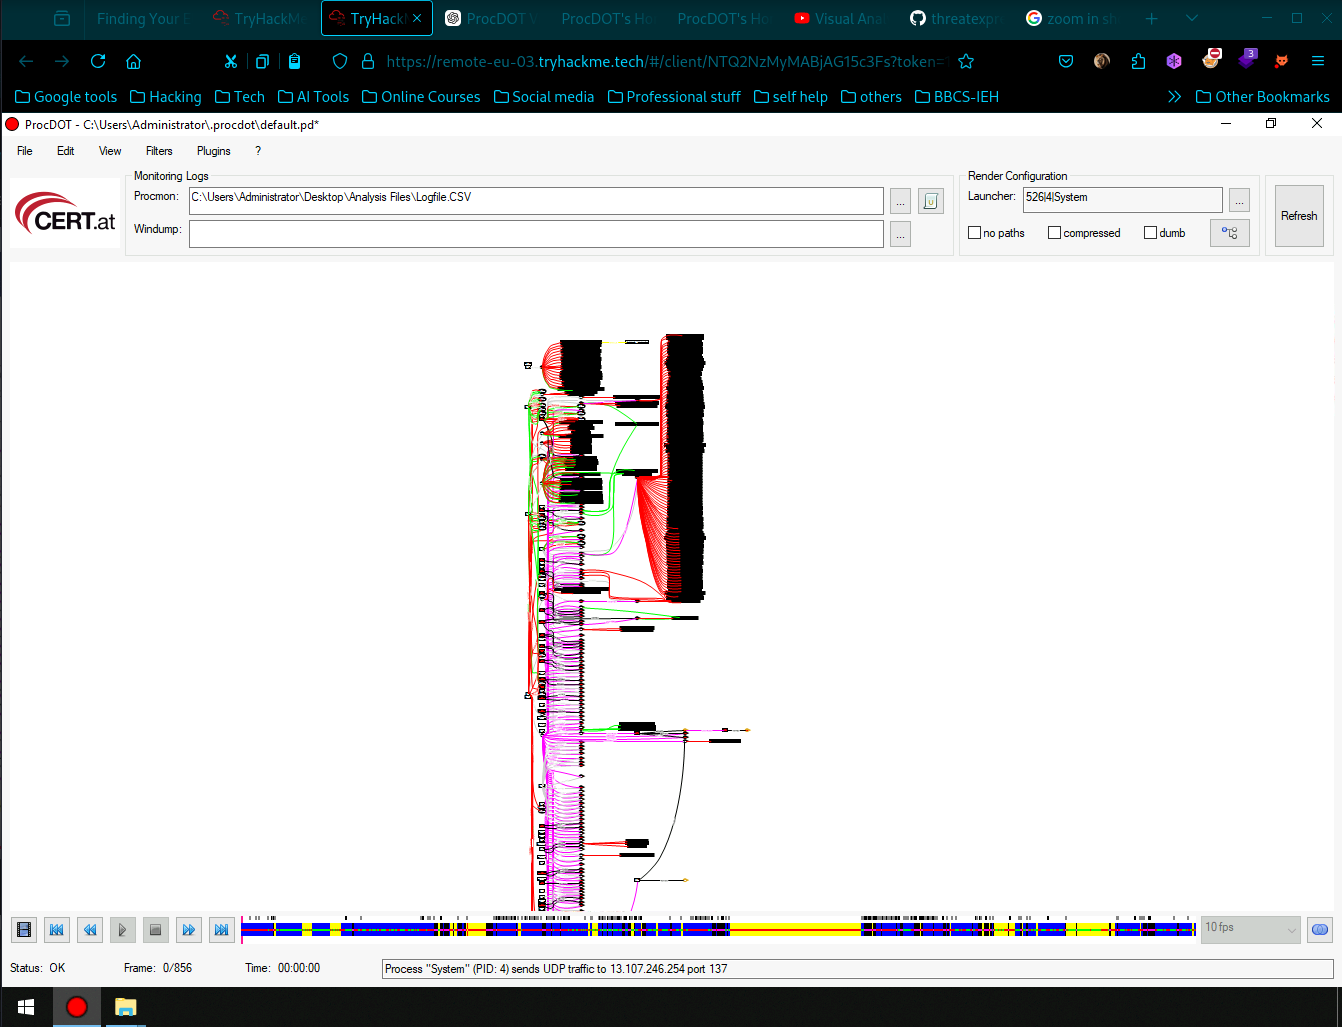 Finding Your E
TryHackMe
TryHackM
ProcDOT V
ProcDOT's Ho
ProcDOT's Ho
Visual Ana
threatexpre
zoom in sh
https://remote-eu-03.tryhackme.tech/#/client/NTQ2NzMyMABjAG15c3Fs?token=
3
Google tools
Hacking
Tech
AI Tools
Online Courses
Social media
Professional stuff
self help
others
BBCS-IEH
Other Bookmarks
ProcDOT - C:\Users\Administrator\.procdot\default.pd*
File
Edit
View
Filters
Plugins
?
Monitoring Logs
Procmon:
C:\Users\Administrator\Desktop\Analysis Files\Logfile.CSV
...
Windump:
...
Render Configuration
Launcher:
526|4|System
...
no paths
compressed
dumb
Refresh
CERT.at
10 fps
Status: OK
Frame: 0/856
Time: 00:00:00
Process "System" (PID: 4) sends UDP traffic to 13.107.246.254 port 137